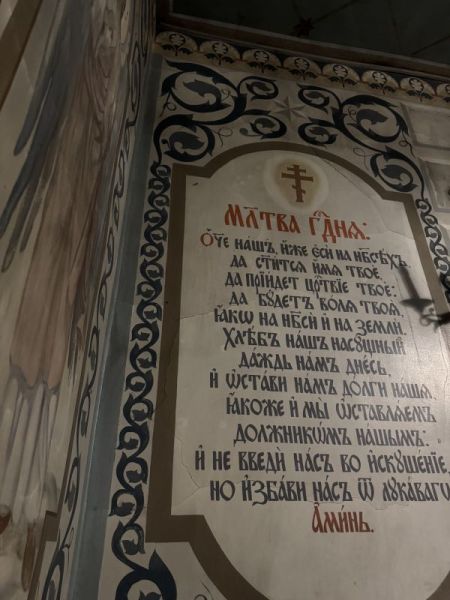 Мл҃тва Гд҃ня:
Ѻ҆́ч҃е на́шъ, и҆́же є҆сѝ на нб҃сѣ́хъ,
да ст҃и́тсѧ и҆́мѧ твоѐ,
да прїи́детъ цр҃твїе твоѐ:
да бꙋ́детъ во́лѧ твоѧ̀,
ꙗ҆́кѡ на нб҃сѝ и҆ на землѝ.
Хлѣ́бъ на́шъ насꙋ́щный
да́ждь на́мъ дне́сь,
и҆ ѡ҆ста́ви на́мъ до́лги на́шѧ,
ꙗ҆́коже и҆ мы̀ ѡ҆ставлѧ́емъ
должникѡ́мъ на́шымъ:
и҆ не введѝ на́съ во и҆скꙋше́нїе,
но и҆зба́ви на́съ ѿ лꙋка́вагѡ
А҆ми́нь.